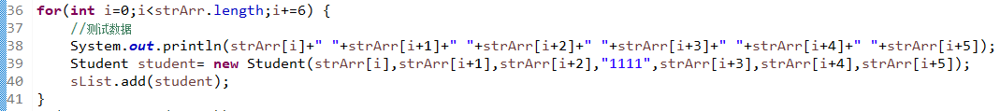 36 for(int i=0;i<strArr.length;i+=6) {
37 //测试数据
38 System.out.println(strArr[i]+" "+strArr[i+1]+" "+strArr[i+2]+" "+strArr[i+3]+" "+strArr[i+4]+" "+strArr[i+5]);
39 Student student= new Student(strArr[i],strArr[i+1],strArr[i+2],"1111",strArr[i+3],strArr[i+4],strArr[i+5]);
40 sList.add(student);
41 }